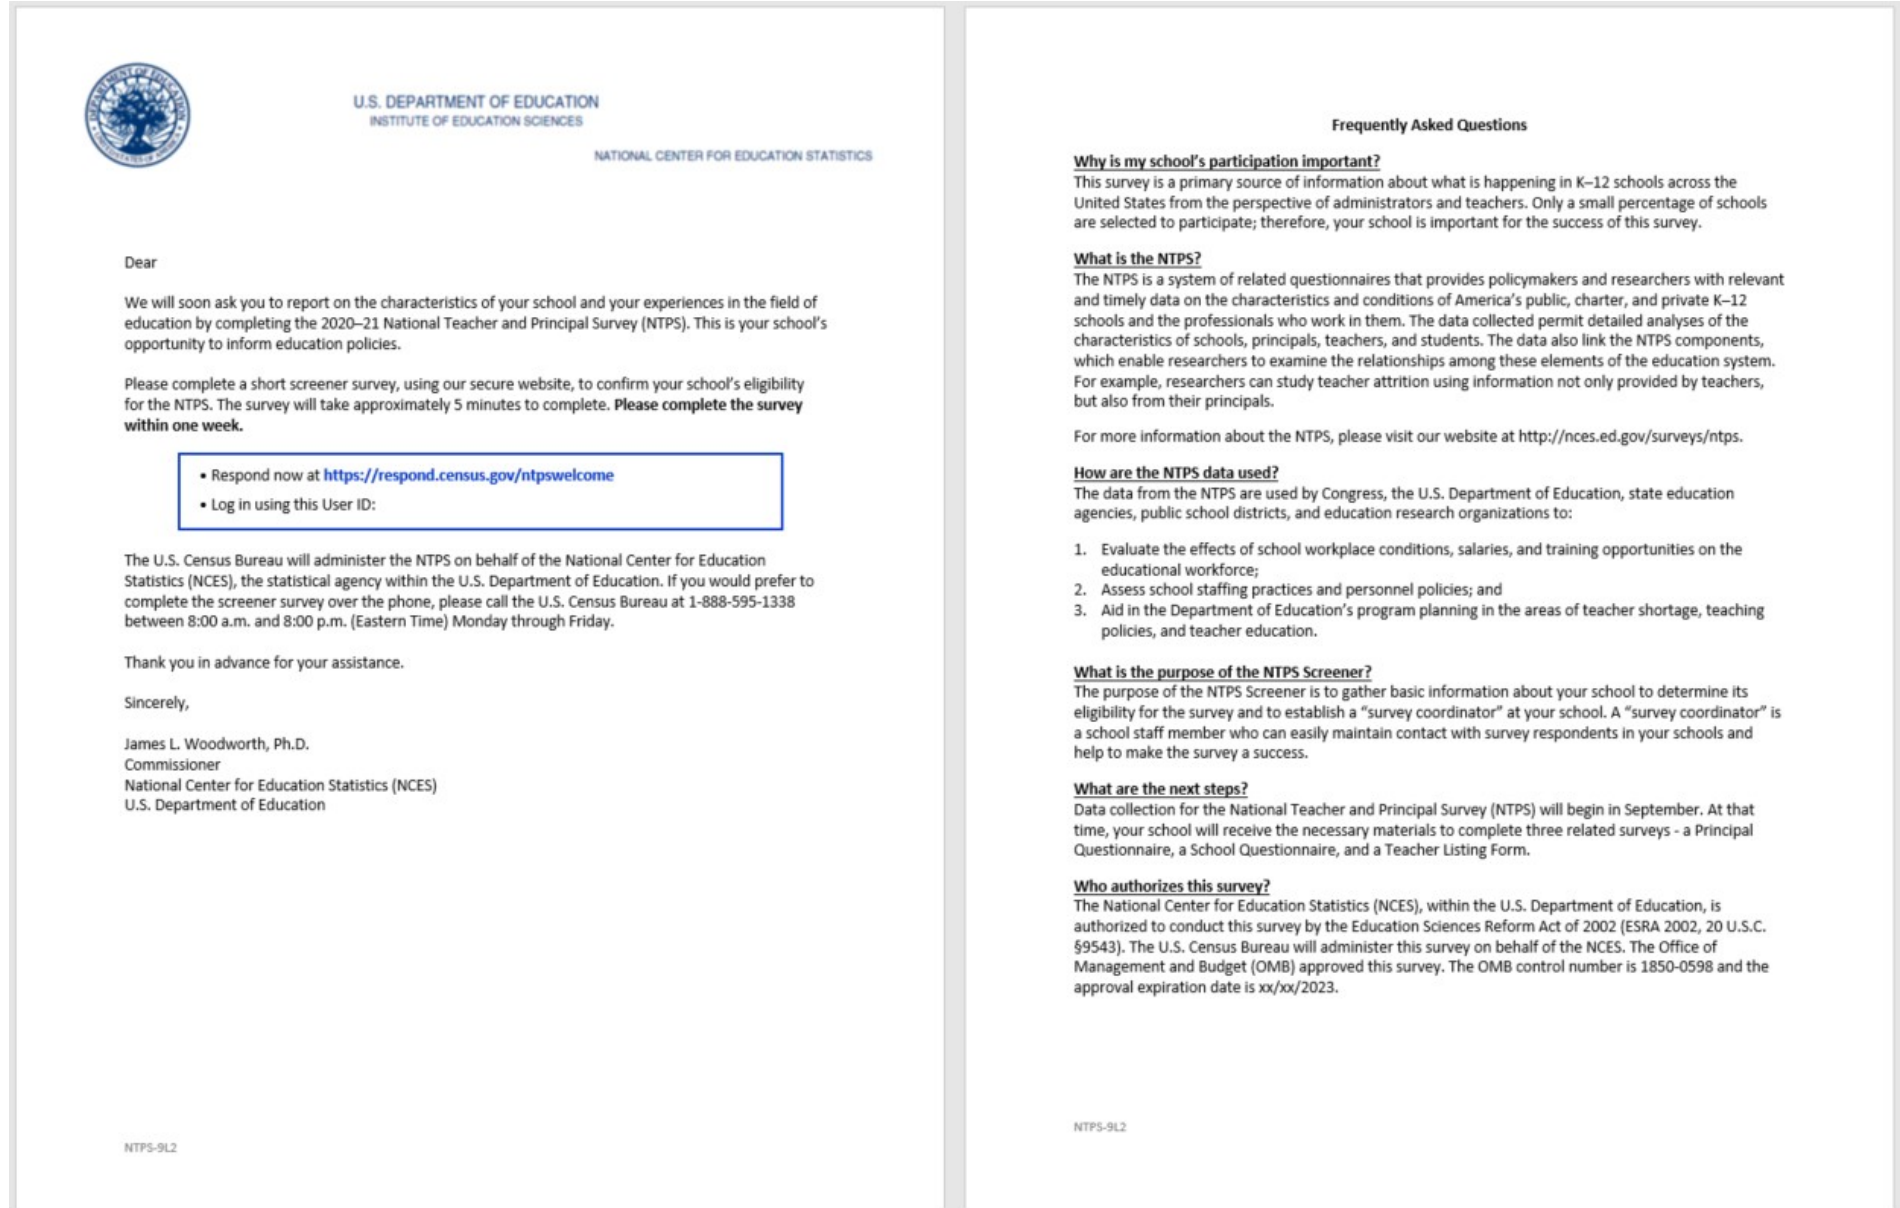 DEPARTMENT OF EDUCATION
UNITED STATES OF AMERICA
U.S. DEPARTMENT OF EDUCATION
INSTITUTE OF EDUCATION SCIENCES
NATIONAL CENTER FOR EDUCATION STATISTICS
Dear
We will soon ask you to report on the characteristics of your school and your experiences in the field of
education by completing the 2020–21 National Teacher and Principal Survey (NTPS). This is your school's
opportunity to inform education policies.
Please complete a short screener survey, using our secure website, to confirm your school's eligibility
for the NTPS. The survey will take approximately 5 minutes to complete. Please complete the survey
within one week.
• Respond now at https://respond.census.gov/ntpswelcome
• Log in using this User ID:
The U.S. Census Bureau will administer the NTPS on behalf of the National Center for Education
Statistics (NCES), the statistical agency within the U.S. Department of Education. If you would prefer to
complete the screener survey over the phone, please call the U.S. Census Bureau at 1-888-595-1338
between 8:00 a.m. and 8:00 p.m. (Eastern Time) Monday through Friday.
Thank you in advance for your assistance.
Sincerely,
James L. Woodworth, Ph.D.
Commissioner
National Center for Education Statistics (NCES)
U.S. Department of Education
NTPS-9L2
Frequently Asked Questions
Why is my school's participation important?
This survey is a primary source of information about what is happening in K–12 schools across the
United States from the perspective of administrators and teachers. Only a small percentage of schools
are selected to participate; therefore, your school is important for the success of this survey.
What is the NTPS?
The NTPS is a system of related questionnaires that provides policymakers and researchers with relevant
and timely data on the characteristics and conditions of America's public, charter, and private K–12
schools and the professionals who work in them. The data collected permit detailed analyses of the
characteristics of schools, principals, teachers, and students. The data also link the NTPS components,
which enable researchers to examine the relationships among these elements of the education system.
For example, researchers can study teacher attrition using information not only provided by teachers,
but also from their principals.
For more information about the NTPS, please visit our website at http://nces.ed.gov/surveys/ntps.
How are the NTPS data used?
The data from the NTPS are used by Congress, the U.S. Department of Education, state education
agencies, public school districts, and education research organizations to:
1. Evaluate the effects of school workplace conditions, salaries, and training opportunities on the
educational workforce;
2. Assess school staffing practices and personnel policies; and
3. Aid in the Department of Education's program planning in the areas of teacher shortage, teaching
policies, and teacher education.
What is the purpose of the NTPS Screener?
The purpose of the NTPS Screener is to gather basic information about your school to determine its
eligibility for the survey and to establish a "survey coordinator" at your school. A "survey coordinator" is
a school staff member who can easily maintain contact with survey respondents in your schools and
help to make the survey a success.
What are the next steps?
Data collection for the National Teacher and Principal Survey (NTPS) will begin in September. At that
time, your school will receive the necessary materials to complete three related surveys - a Principal
Questionnaire, a School Questionnaire, and a Teacher Listing Form.
Who authorizes this survey?
The National Center for Education Statistics (NCES), within the U.S. Department of Education, is
authorized to conduct this survey by the Education Sciences Reform Act of 2002 (ESRA 2002, 20 U.S.C.
§9543). The U.S. Census Bureau will administer this survey on behalf of the NCES. The Office of
Management and Budget (OMB) approved this survey. The OMB control number is 1850-0598 and the
approval expiration date is xx/xx/2023.
NTPS-9L2